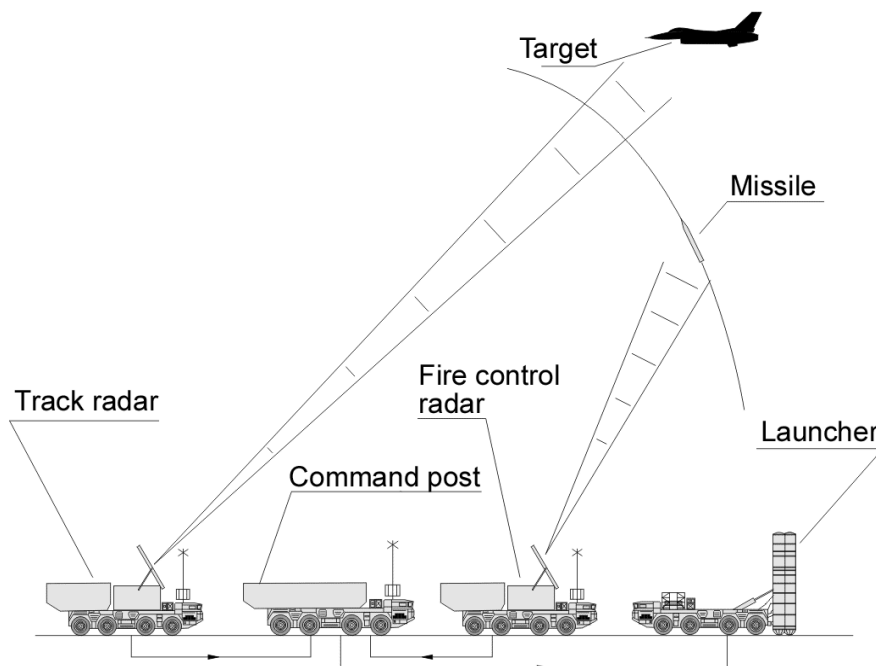 Target
Missile
Fire control
radar
Track radar
Launcher
Command post